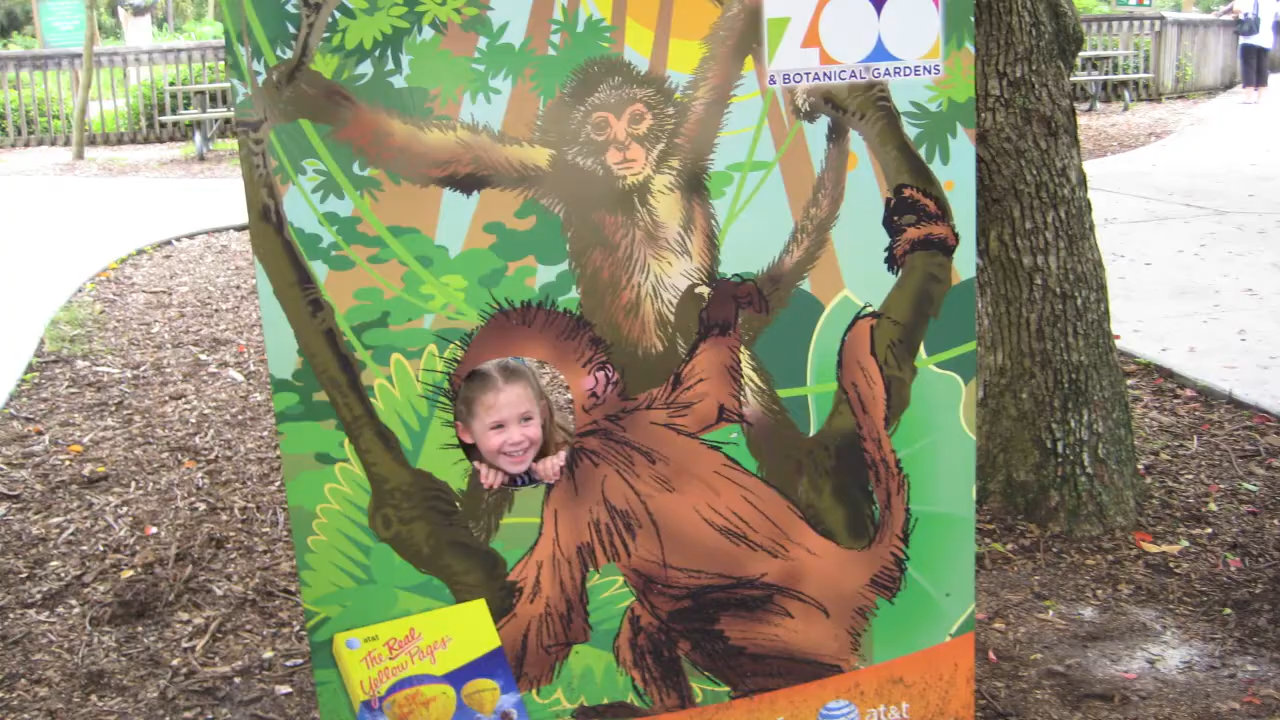 ZOO
& BOTANICAL GARDENS
at&t
The Real
Yellow Pages
at&t